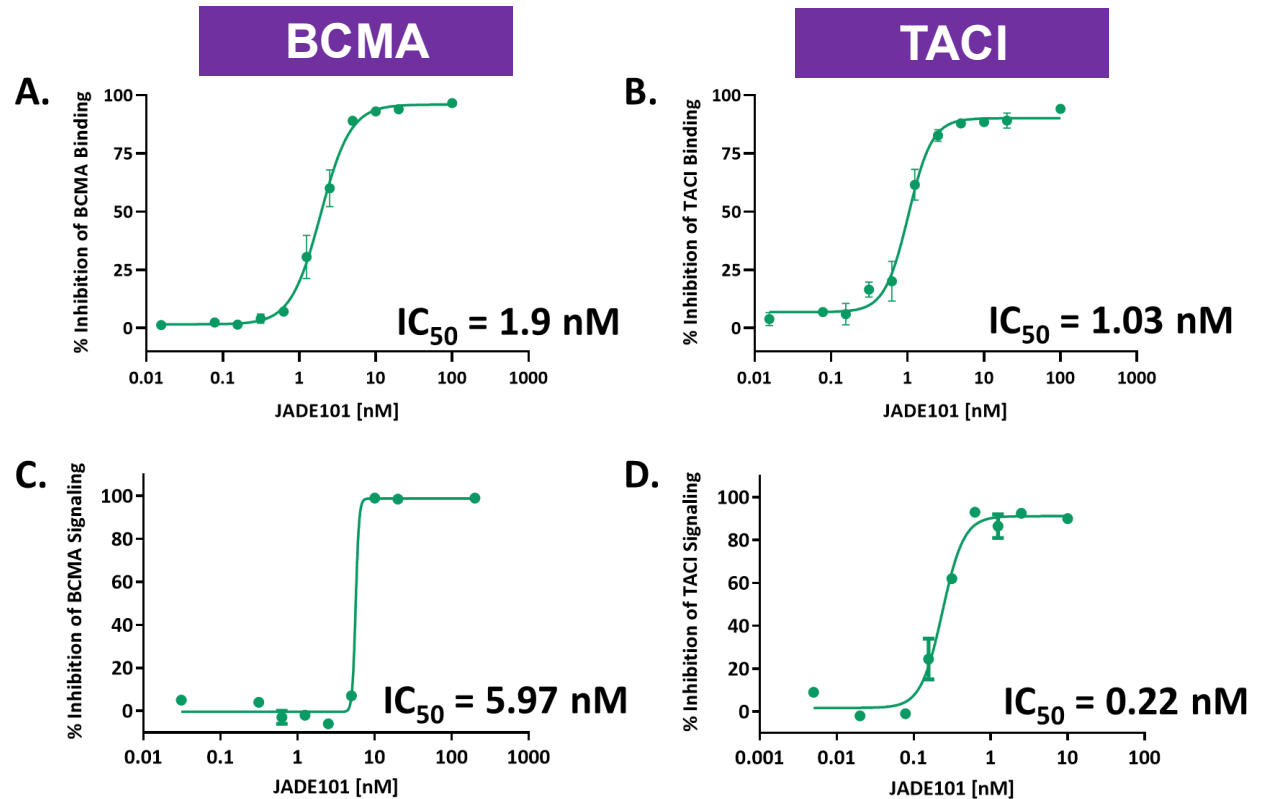 BCMA
TACI
A.
% Inhibition of BCMA Binding
100
75
50
25
0
IC50 = 1.9 nM
0.01 0.1 1 10 100 1000
JADE101 [nM]
B.
% Inhibition of TACI Binding
100
75
50
25
0
IC50 = 1.03 nM
0.01 0.1 1 10 100 1000
JADE101 [nM]
C.
% Inhibition of BCMA Signaling
100
80
60
40
20
0
IC50 = 5.97 nM
0.01 0.1 1 10 100 1000
JADE101 [nM]
D.
% Inhibition of TACI Signaling
100
80
60
40
20
0
IC50 = 0.22 nM
0.001 0.01 0.1 1 10 100
JADE101 [nM]